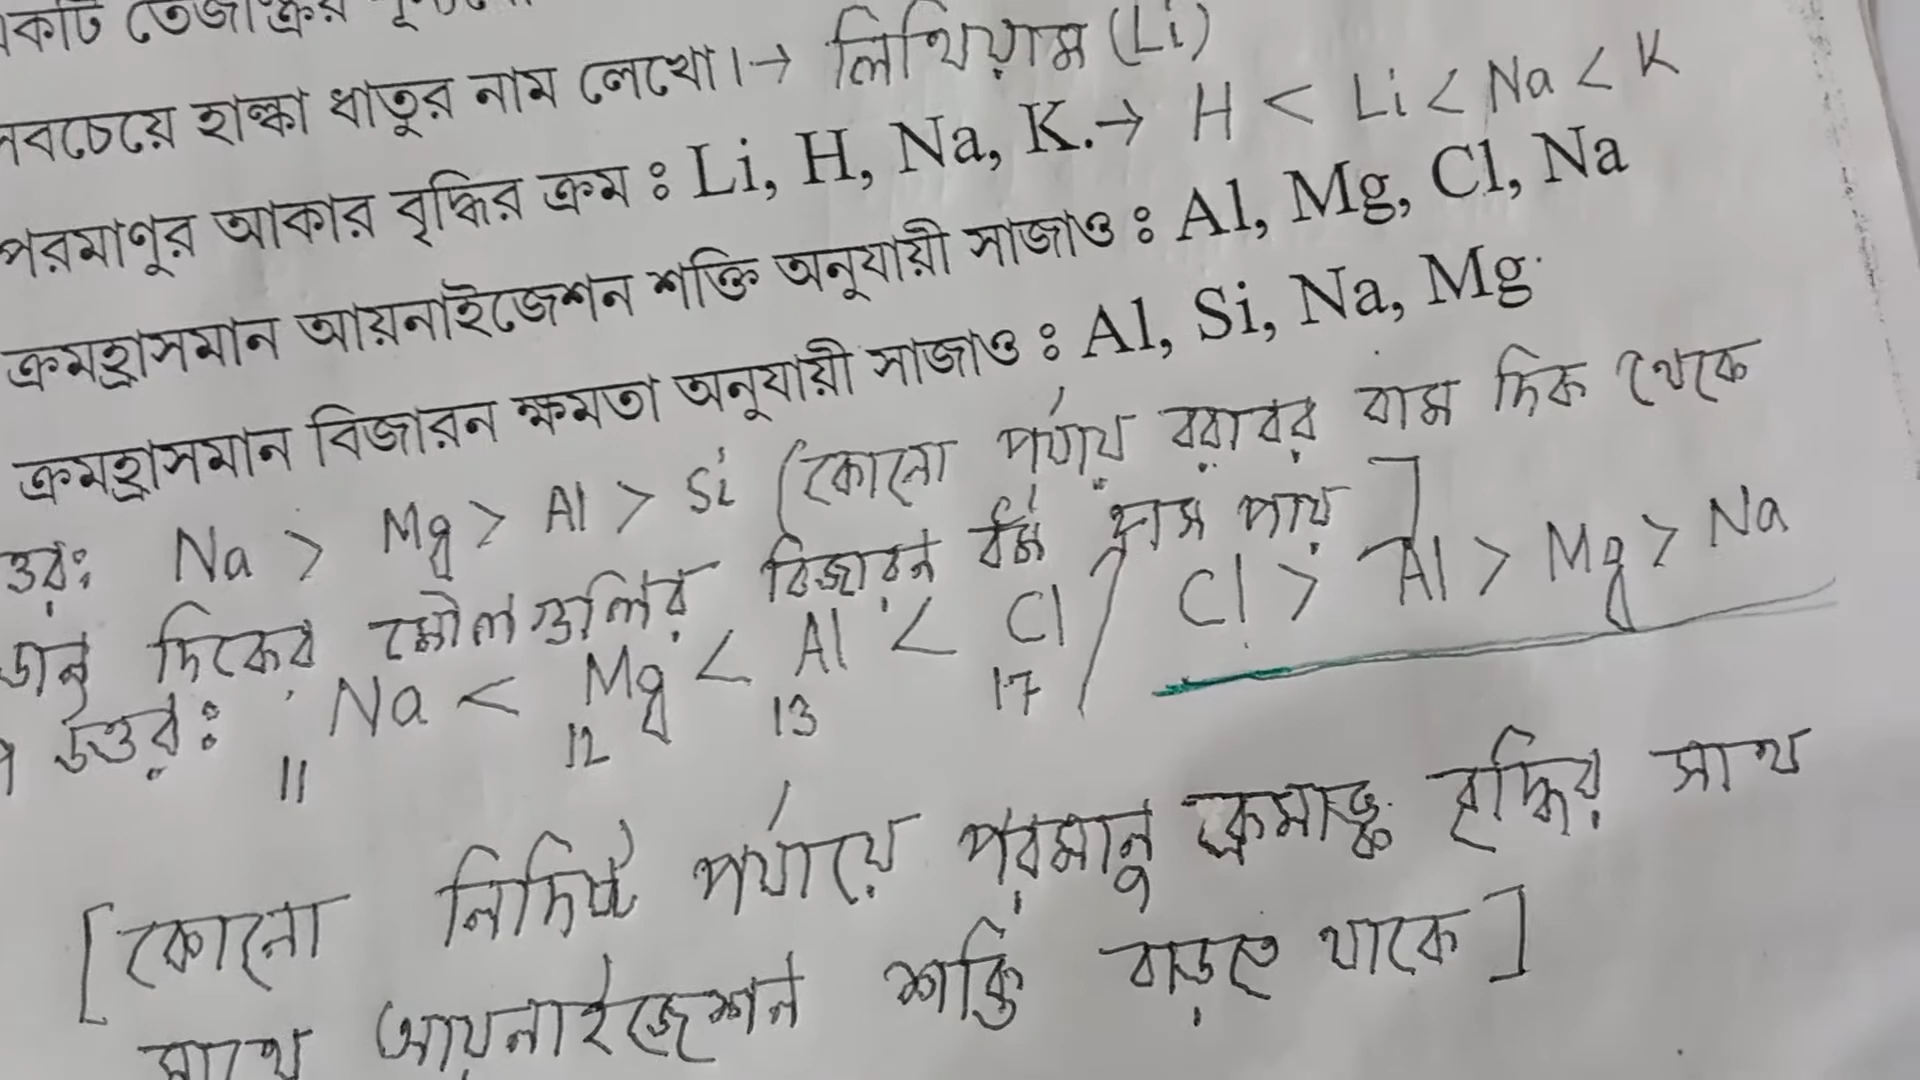 একটি তেজস্ক্রিয়
সবচেয়ে হাল্কা ধাতুর নাম লেখো।→ লিথিয়াম (Li)
পরমাণুর আকার বৃদ্ধির ক্রম ঃ Li, H, Na, K.→ H < Li < Na < K
ক্রমহ্রাসমান আয়নাইজেশন শক্তি অনুযায়ী সাজাও ঃ Al, Mg, Cl, Na
ক্রমহ্রাসমান বিজারন ক্ষমতা অনুযায়ী সাজাও ঃ Al, Si, Na, Mg
ত্তরঃ Na > Mg > Al > Si (কোনো পর্যায় বরাবর বাম দিক থেকে
ডান দিকের মৌলগুলির বিজারন ধর্ম হ্রাস পায়]
উত্তরঃ Na < Mg < Al < Cl / Cl > Al > Mg > Na
11 12 13 17
[কোনো নির্দিষ্ট পর্যায়ে পরমানু ক্রমাঙ্ক বৃদ্ধির সাথে
সাথে আয়নাইজেশন শক্তি বাড়তে থাকে]